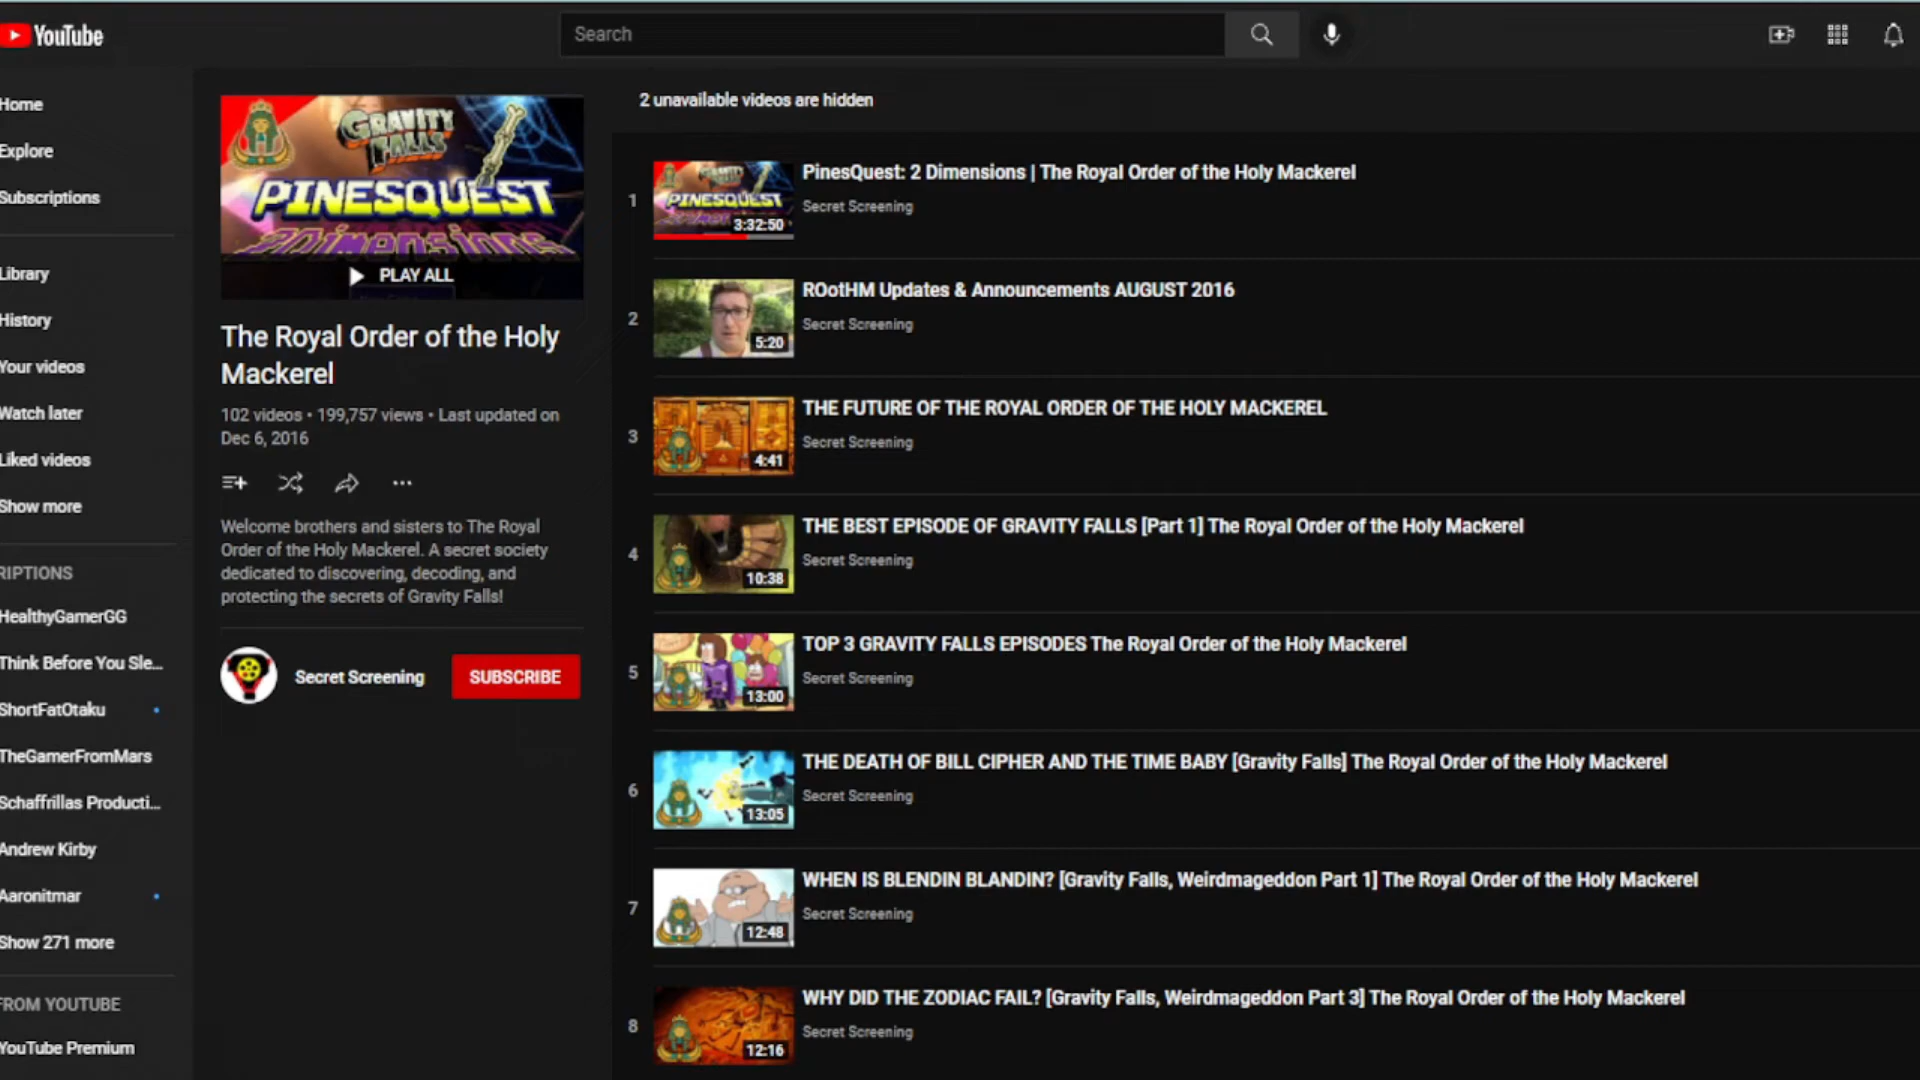 YouTube
Search
Home
Explore
Subscriptions
Library
History
Your videos
Watch later
Liked videos
Show more
RIPTIONS
HealthyGamerGG
Think Before You Sle...
ShortFatOtaku
TheGamerFromMars
Schaffrillas Producti...
Andrew Kirby
Aaronitmar
Show 271 more
FROM YOUTUBE
YouTube Premium
GRAVITY
FALLS
PINESQUEST
2 Dimensions
PLAY ALL
The Royal Order of the Holy
Mackerel
102 videos • 199,757 views • Last updated on
Dec 6, 2016
Welcome brothers and sisters to The Royal
Order of the Holy Mackerel. A secret society
dedicated to discovering, decoding, and
protecting the secrets of Gravity Falls!
Secret Screening
SUBSCRIBE
2 unavailable videos are hidden
1
GRAVITY FALLS
PINESQUEST
3:32:50
PinesQuest: 2 Dimensions | The Royal Order of the Holy Mackerel
Secret Screening
2
5:20
ROotHM Updates & Announcements AUGUST 2016
Secret Screening
3
4:41
THE FUTURE OF THE ROYAL ORDER OF THE HOLY MACKEREL
Secret Screening
4
10:38
THE BEST EPISODE OF GRAVITY FALLS [Part 1] The Royal Order of the Holy Mackerel
Secret Screening
5
13:00
TOP 3 GRAVITY FALLS EPISODES The Royal Order of the Holy Mackerel
Secret Screening
6
13:05
THE DEATH OF BILL CIPHER AND THE TIME BABY [Gravity Falls] The Royal Order of the Holy Mackerel
Secret Screening
7
12:48
WHEN IS BLENDIN BLANDIN? [Gravity Falls, Weirdmageddon Part 1] The Royal Order of the Holy Mackerel
Secret Screening
8
12:16
WHY DID THE ZODIAC FAIL? [Gravity Falls, Weirdmageddon Part 3] The Royal Order of the Holy Mackerel
Secret Screening